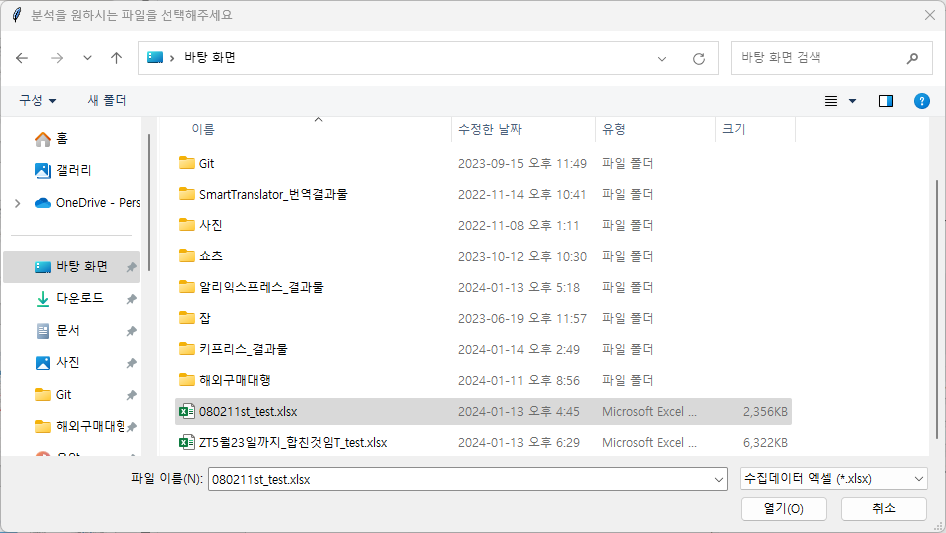 분석을 원하시는 파일을 선택해주세요
바탕 화면
바탕 화면 검색
구성
새 폴더
홈
갤러리
OneDrive - Pers
바탕 화면
다운로드
문서
사진
Git
해외구매대행
이름 수정한 날짜 유형 크기
Git 2023-09-15 오후 11:49 파일 폴더
SmartTranslator_번역결과물 2022-11-14 오후 10:41 파일 폴더
사진 2022-11-08 오후 1:11 파일 폴더
쇼츠 2023-10-12 오후 10:30 파일 폴더
알리익스프레스_결과물 2024-01-13 오후 5:18 파일 폴더
잡 2023-06-19 오후 11:57 파일 폴더
키프리스_결과물 2024-01-14 오후 2:49 파일 폴더
해외구매대행 2024-01-11 오후 8:56 파일 폴더
080211st_test.xlsx 2024-01-13 오후 4:45 Microsoft Excel ... 2,356KB
ZT5월23일까지_합친것임T_test.xlsx 2024-01-13 오후 6:29 Microsoft Excel ... 6,322KB
파일 이름(N): 080211st_test.xlsx
수집데이터 엑셀 (*.xlsx)
열기(O)
취소